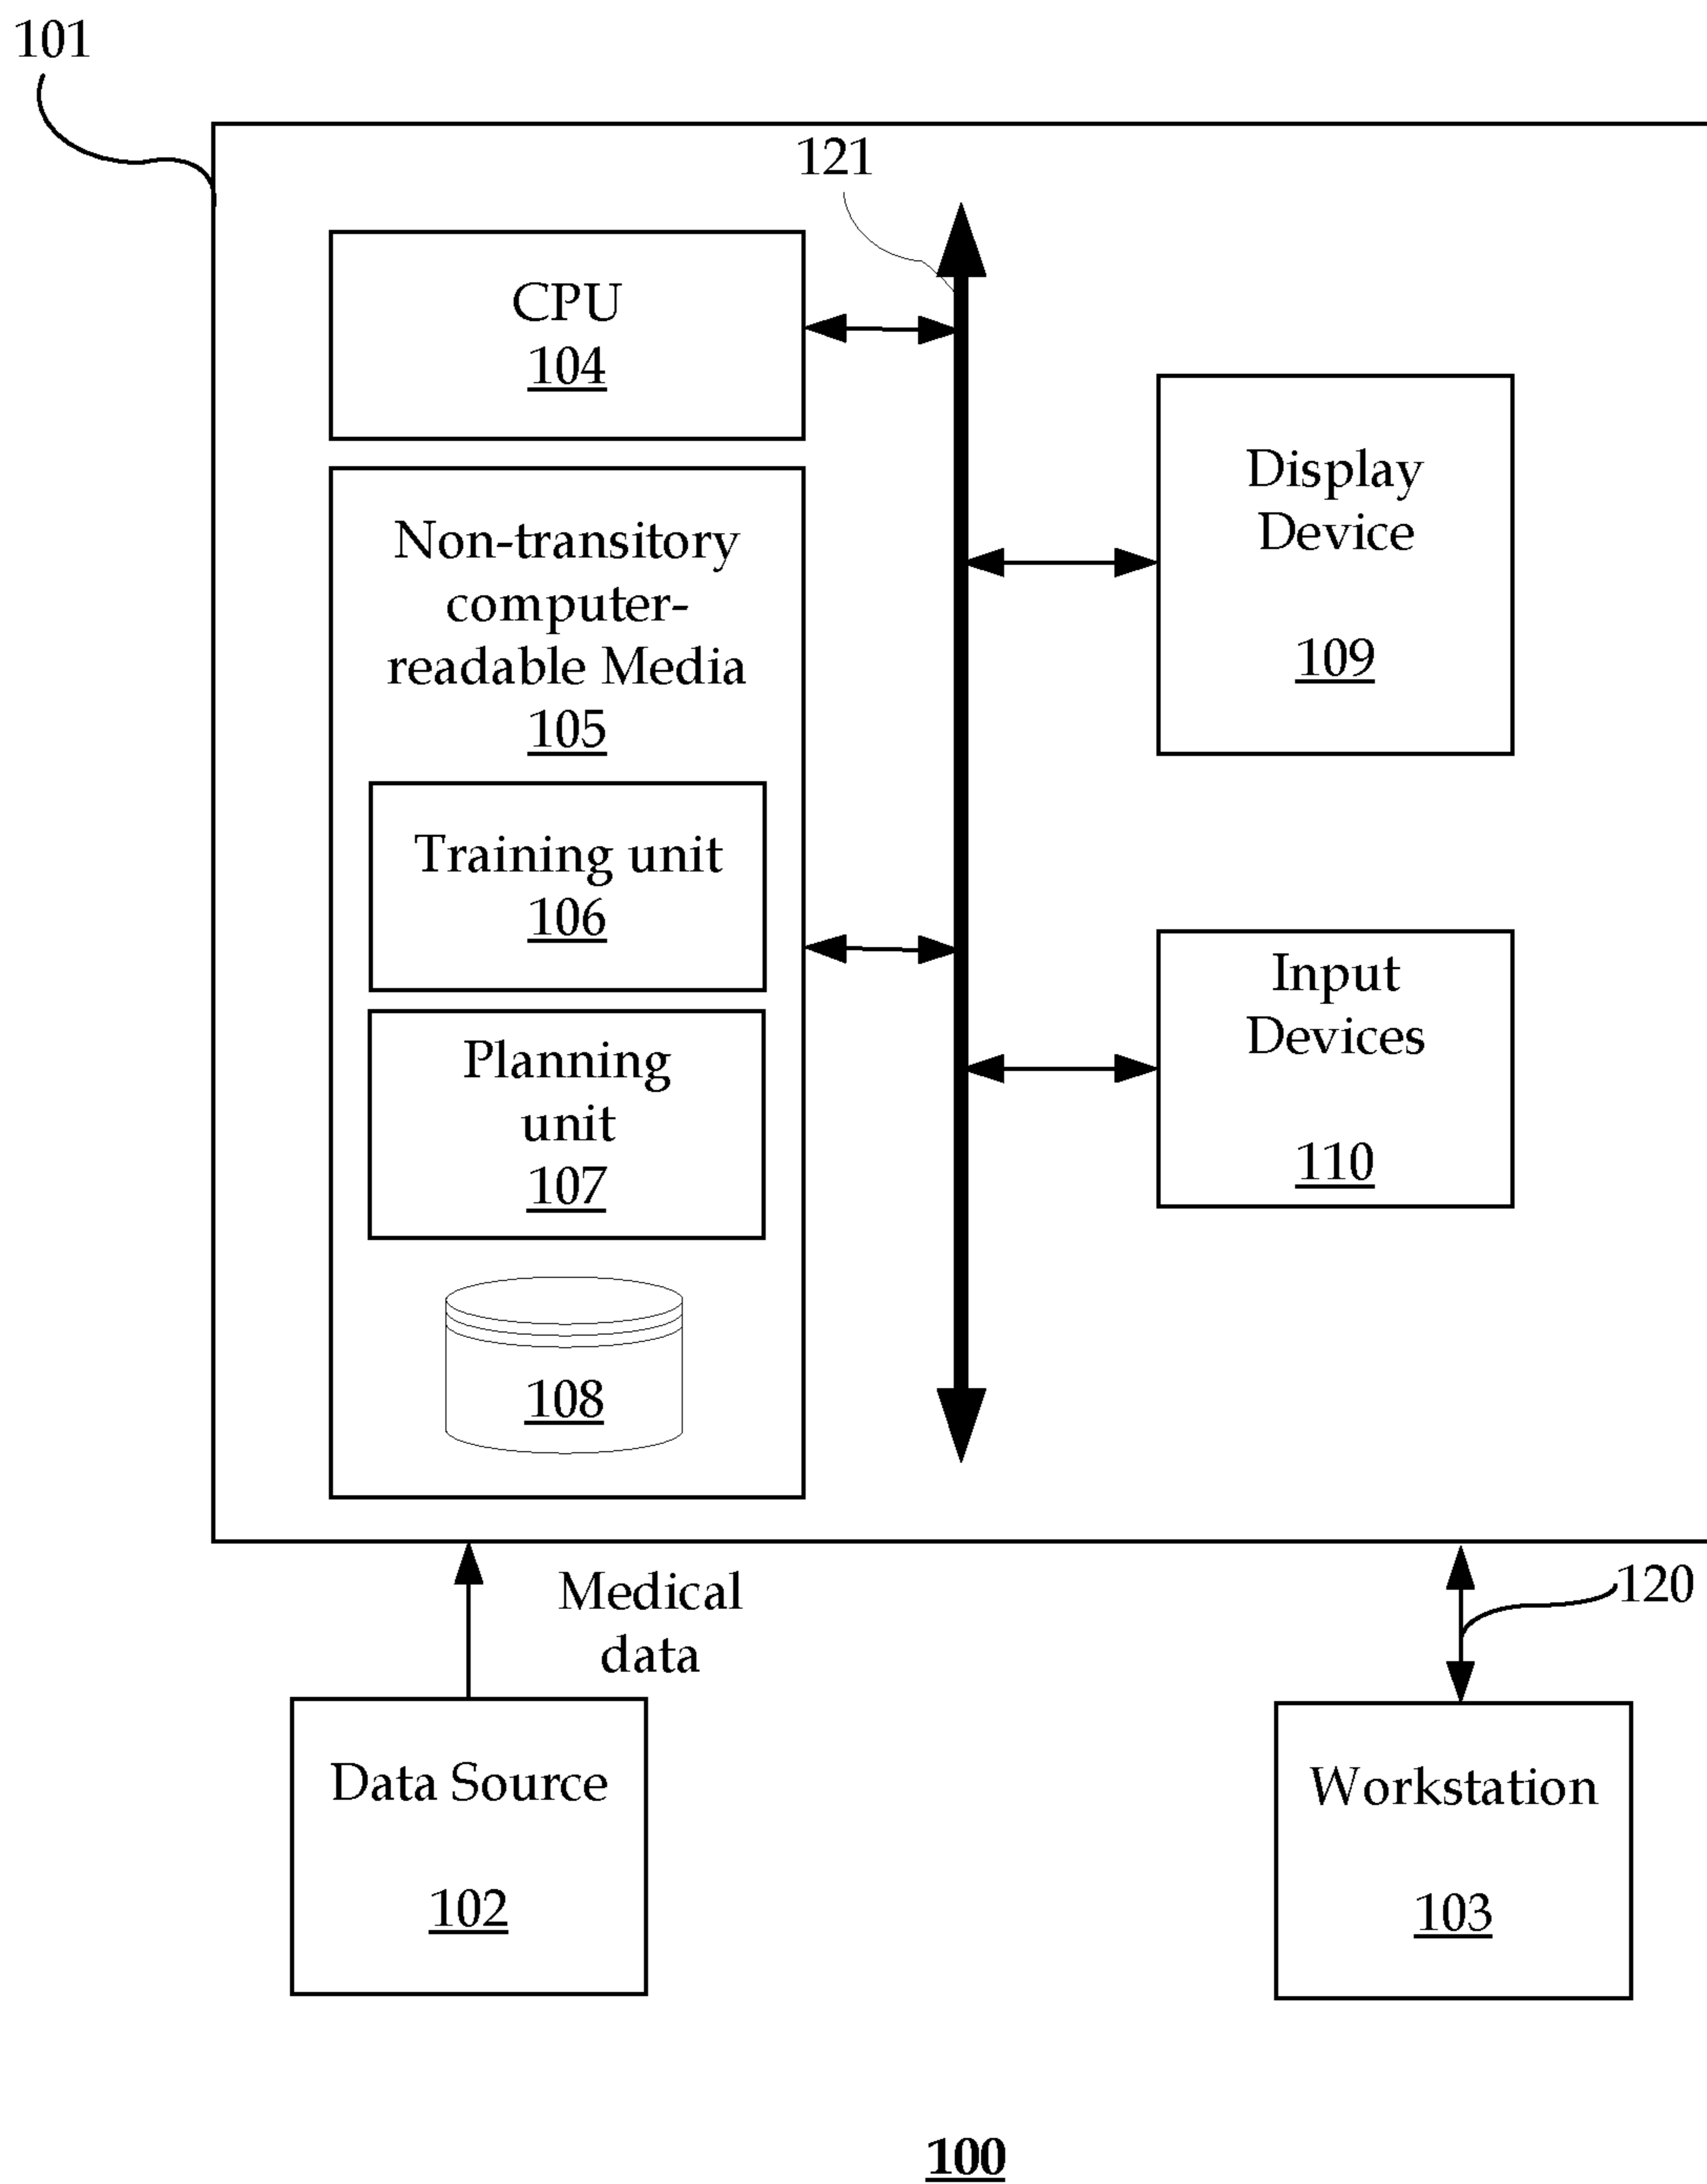 101
121
CPU
104
Display
Device
109
Non-transitory
computer-
readable Media
105
Training unit
106
Input
Devices
110
Planning
unit
107
108
Medical
data
120
Data Source
102
Workstation
103
100